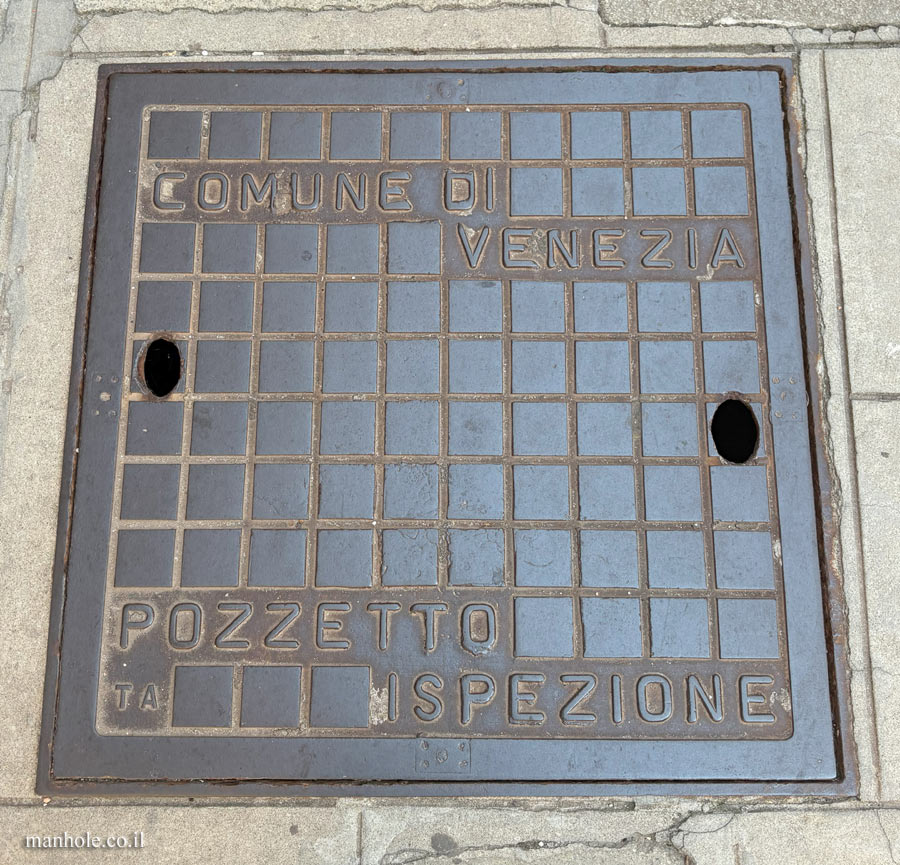 COMUNE DI
VENEZIA
POZZETTO
TA ISPEZIONE
manhole.co.il